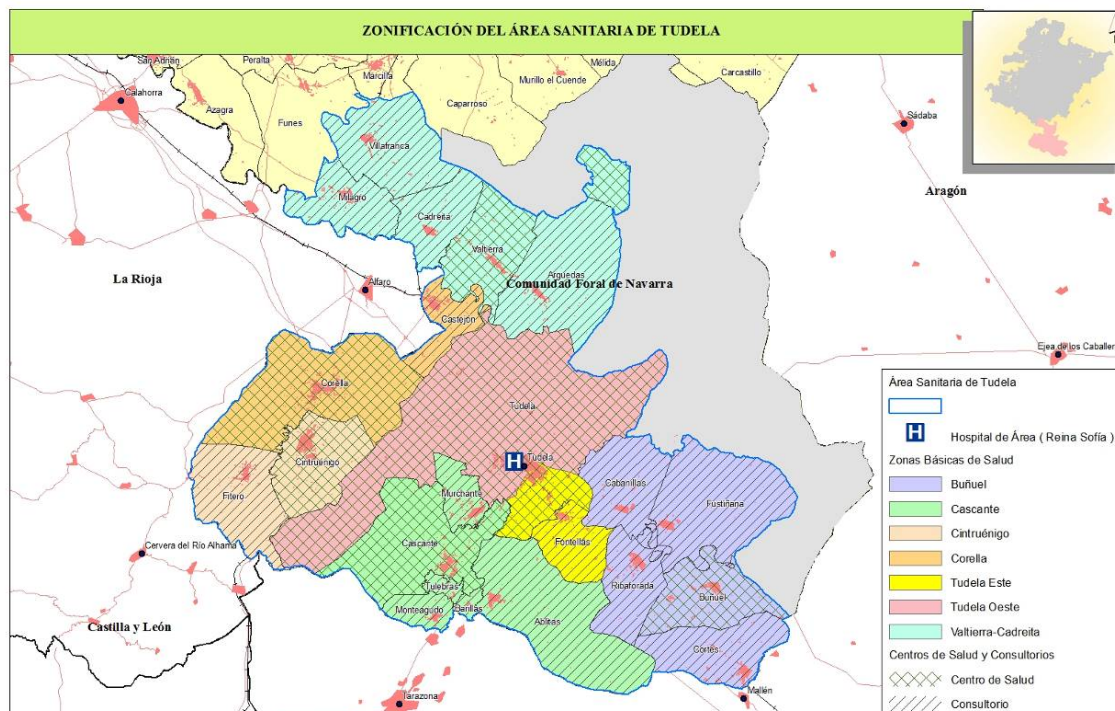 ZONIFICACIÓN DEL ÁREA SANITARIA DE TUDELA
San Adrián
Peralta
Marcilla
Mélida
Murillo el Cuende
Carcastillo
Calahorra
Azagra
Funes
Caparroso
Sádaba
Villafranca
Aragón
Milagro
Cadreita
Valtierra
Arguedas
La Rioja
Alfaro
Comunidad Foral de Navarra
Castejón
Ejea de los Caballer
Corella
Tudela
Cintruénigo
Tudela
H
Fitero
Murchante
Cabanillas
Fustiñana
Fontellas
Cascante
Cervera del Río Alhama
Tulebras
Ribaforada
Buñuel
Monteagudo
Barillas
Ablitas
Castilla y León
Cortes
Tarazona
Mallén
Área Sanitaria de Tudela
H Hospital de Área ( Reina Sofía )
Zonas Básicas de Salud
Buñuel
Cascante
Cintruénigo
Corella
Tudela Este
Tudela Oeste
Valtierra-Cadreita
Centros de Salud y Consultorios
Centro de Salud
Consultorio